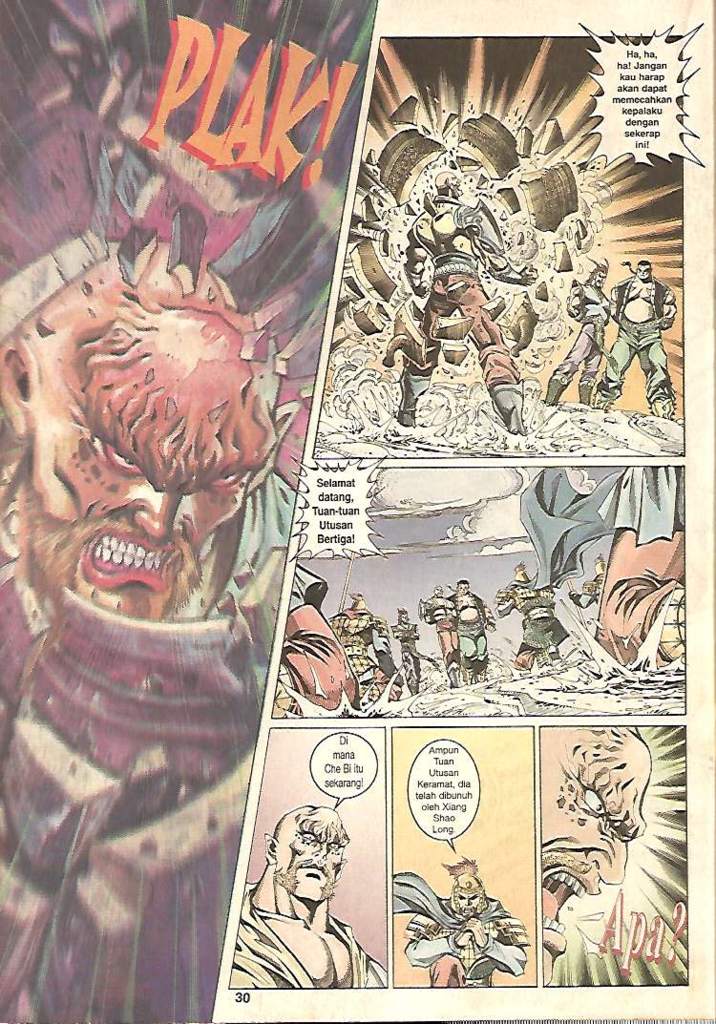 PLAK!
Ha, ha,
ha! Jangan
kau harap
akan dapat
memecahkan
kepalaku
dengan
sekerap
ini!
Selamat
datang,
Tuan-tuan
Utusan
Bertiga!
Di
mana
Che Bi itu
sekarang!
Ampun
Tuan
Utusan
Keramat, dia
telah dibunuh
oleh Xiang
Shao
Long.
Apa?
30